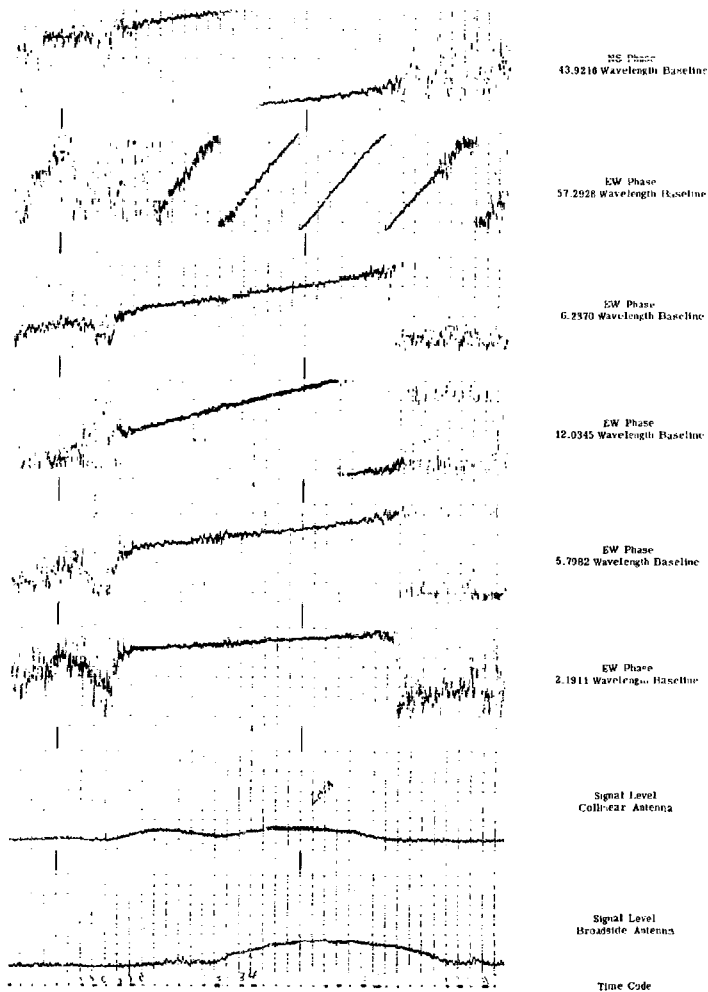 NS Phase
43.9216 Wavelength Baseline
EW Phase
57.2928 Wavelength Baseline
EW Phase
6.2370 Wavelength Baseline
EW Phase
12.0345 Wavelength Baseline
EW Phase
5.7982 Wavelength Baseline
EW Phase
2.1911 Wavelength Baseline
Signal Level
Collinear Antenna
Signal Level
Broadside Antenna
Time Code